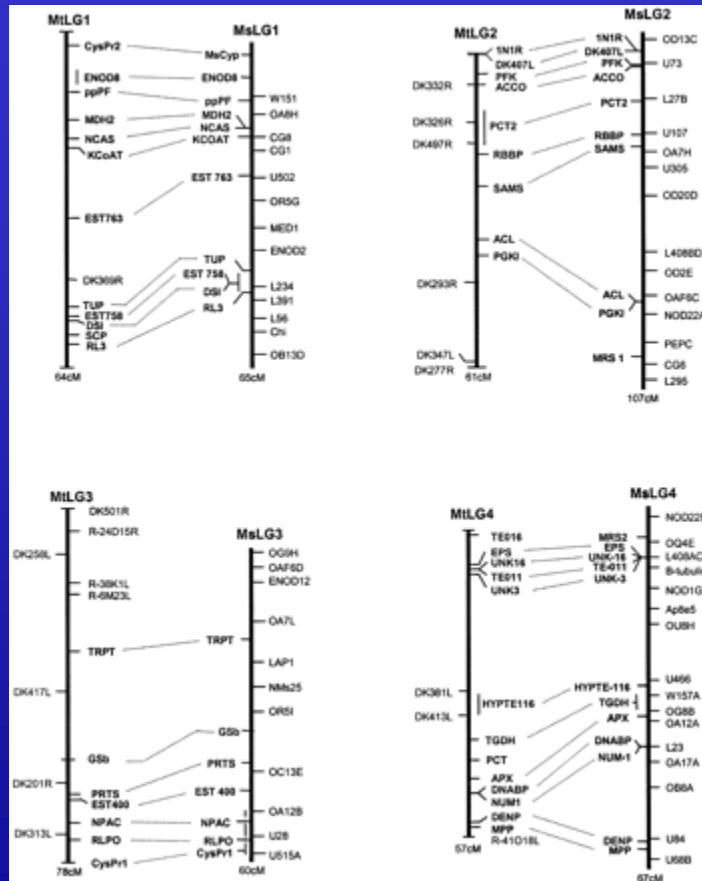 MtLG1
CysPr2
ENOD8
ppPF
MDH2
NCAS
KCoAT
EST763
DK369R
TUP
EST758
DSI
SCP
RL3
64cM
MsLG1
MsCyp
ENOD8
ppPF
MDH2
NCAS
KCOAT
EST 763
TUP
EST 758
DSI
RL3
W151
OA8H
CG8
CG1
U502
OR5G
MED1
ENOD2
L234
L391
L56
Chi
OB13D
65cM
MtLG2
1N1R
DK407L
PFK
ACCO
DK332R
DK326R
PCT2
DK497R
RBBP
SAMS
ACL
PGKI
DK293R
DK347L
DK277R
61cM
MsLG2
1N1R
DK407L
PFK
ACCO
PCT2
RBBP
SAMS
ACL
PGKI
MRS 1
OD13C
U73
L27B
U107
OA7H
U305
OD20D
L408BD
OD2E
OAF6C
NOD22A
PEPC
CG6
L295
107cM
MtLG3
DK501R
R-24D15R
DK258L
R-38K1L
R-6M23L
TRPT
DK417L
GSb
DK201R
PRTS
EST400
NPAC
DK313L
RLPO
CysPr1
78cM
MsLG3
TRPT
GSb
PRTS
EST 400
NPAC
RLPO
CysPr1
OG9H
OAF6D
ENOD12
OA7L
LAP1
NMs25
OR5I
OC13E
OA12B
U28
U515A
60cM
MtLG4
TE016
EPS
UNK16
TE011
UNK3
DK381L
HYPTE116
DK413L
TGDH
PCT
APX
DNABP
NUM1
DENP
MPP
R-41O18L
57cM
MsLG4
MRS2
EPS
UNK-16
TE-011
UNK-3
HYPTE-116
TGDH
APX
DNABP
NUM-1
DENP
MPP
OQ4E
L408AC
B-tubulin
NOD1G
Ap8e5
OU8H
U466
W157A
OG8B
OA12A
L23
OA17A
OB8A
U84
U68B
67cM